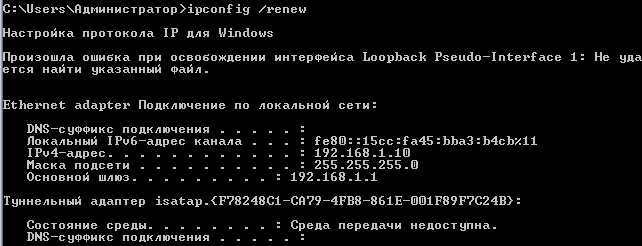 C:\Users\Администратор>ipconfig /renew
Настройка протокола IP для Windows
Произошла ошибка при освобождении интерфейса Loopback Pseudo-Interface 1: Не уда
ется найти указанный файл.
Ethernet adapter Подключение по локальной сети:
DNS-суффикс подключения . . . . . :
Локальный IPv6-адрес канала . . . : fe80::15cc:fa45:bba3:b4cb%11
IPv4-адрес. . . . . . . . . . . . : 192.168.1.10
Маска подсети . . . . . . . . . . : 255.255.255.0
Основной шлюз. . . . . . . . . : 192.168.1.1
Туннельный адаптер isatap.{F78248C1-CA79-4FB8-861E-001F89F7C24B}:
Состояние среды. . . . . . . . : Среда передачи недоступна.
DNS-суффикс подключения . . . . . :